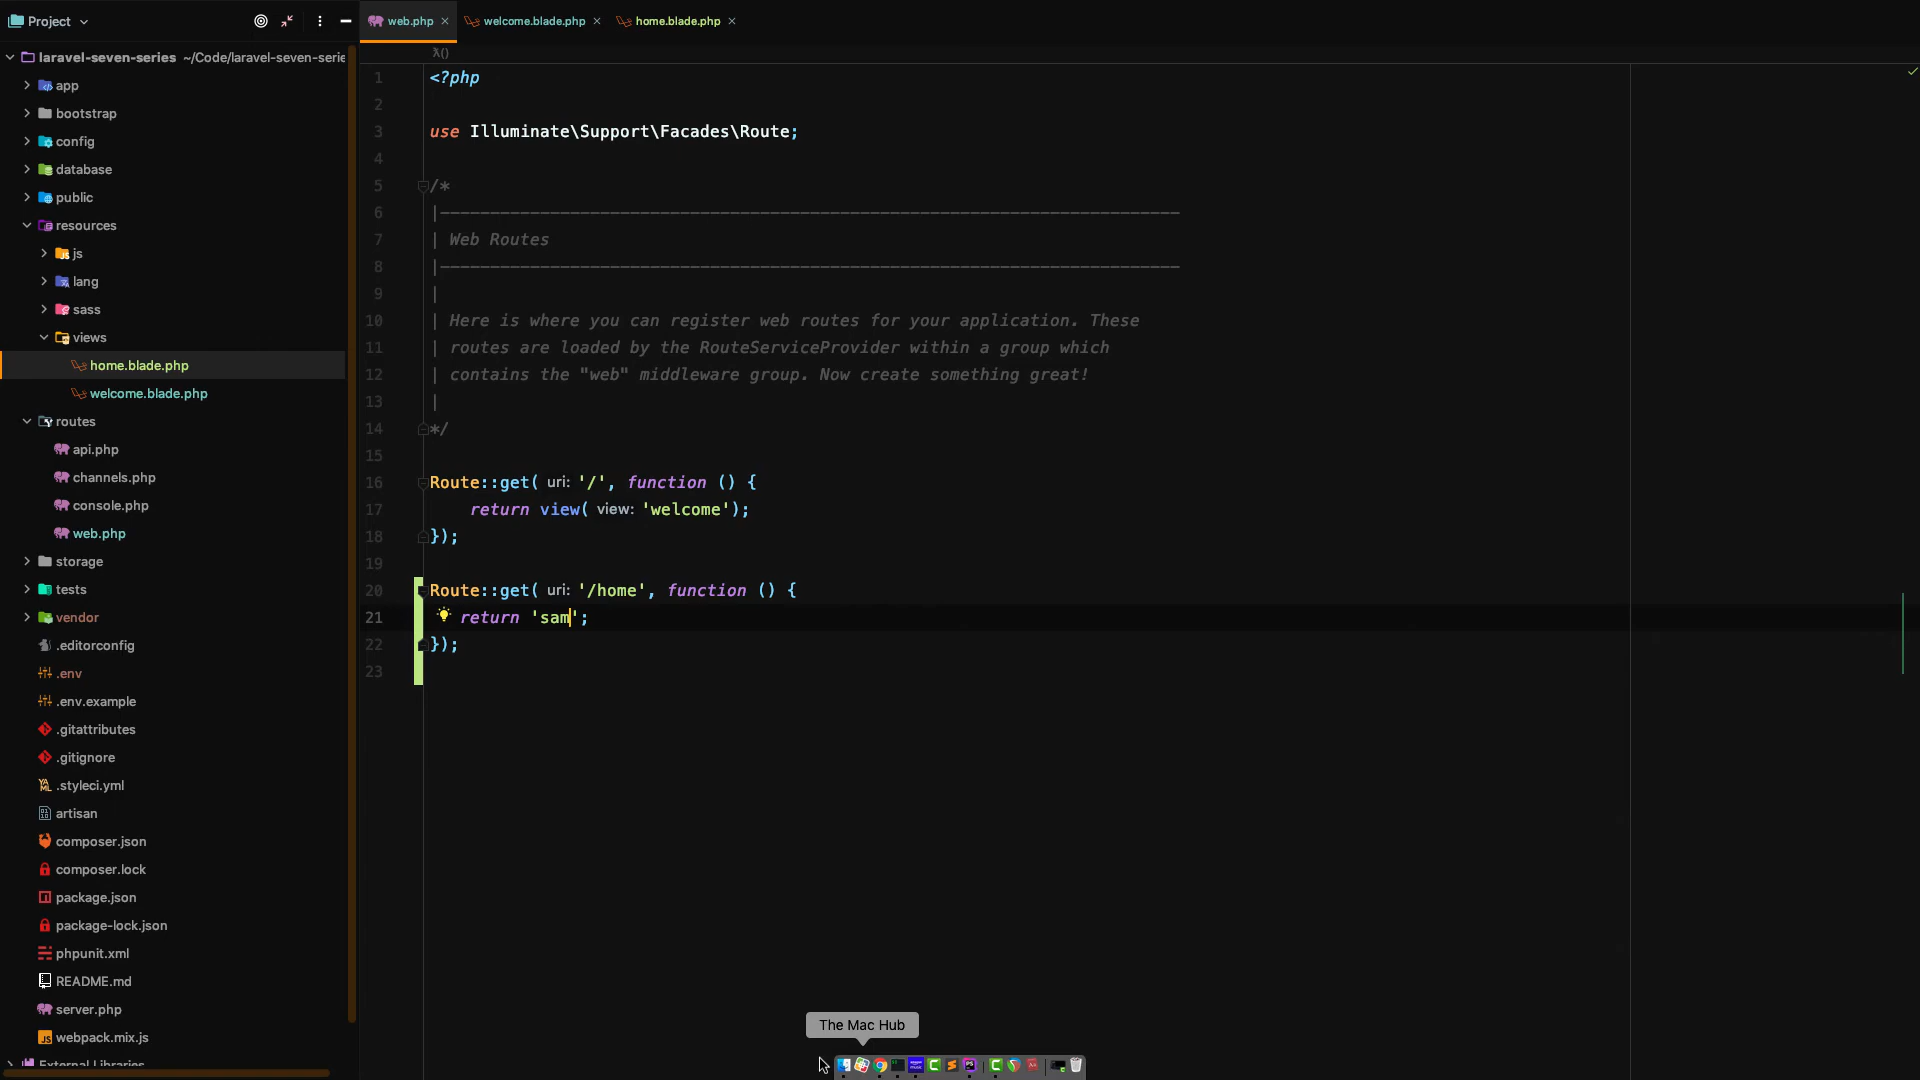 Project
web.php
welcome.blade.php
home.blade.php
laravel-seven-series ~/Code/laravel-seven-serie
app
bootstrap
config
database
public
resources
js
lang
sass
views
home.blade.php
welcome.blade.php
routes
api.php
channels.php
console.php
web.php
storage
tests
vendor
.editorconfig
.env
.env.example
.gitattributes
.gitignore
.styleci.yml
artisan
composer.json
composer.lock
package.json
package-lock.json
phpunit.xml
README.md
server.php
webpack.mix.js
External Libraries
λ()
1 <?php
2
3 use Illuminate\Support\Facades\Route;
4
5 /*
6 |--------------------------------------------------------------------------
7 | Web Routes
8 |--------------------------------------------------------------------------
9 |
10 | Here is where you can register web routes for your application. These
11 | routes are loaded by the RouteServiceProvider within a group which
12 | contains the "web" middleware group. Now create something great!
13 |
14 */
15
16 Route::get( uri: '/', function () {
17 return view( view: 'welcome');
18 });
19
20 Route::get( uri: '/home', function () {
21 return 'sam';
22 });
23
The Mac Hub